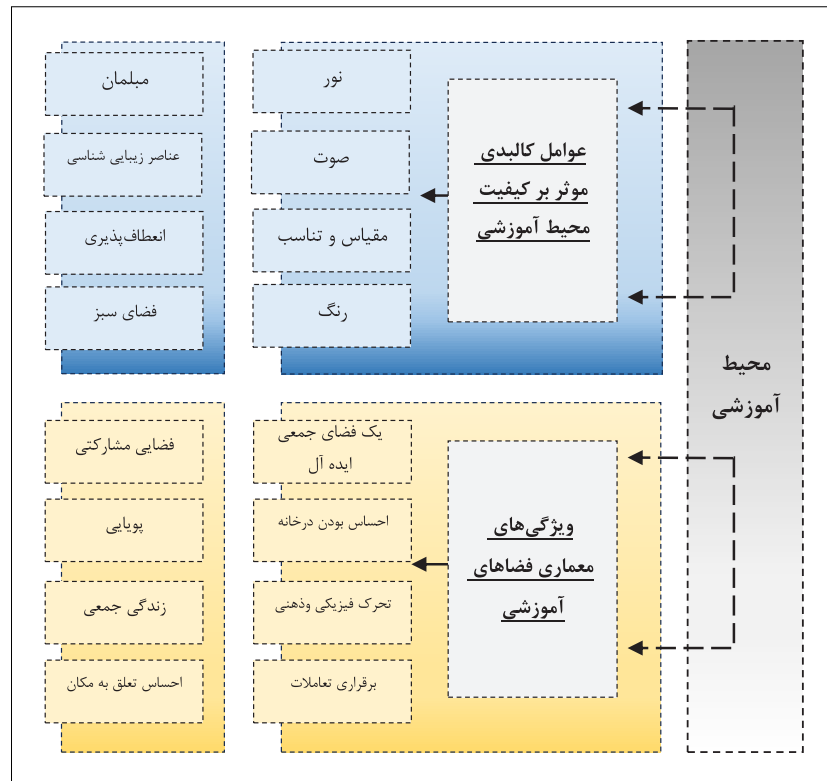 محیط
آموزشی
عوامل کالبدی
موثر بر کیفیت
محیط آموزشی
نور
صوت
مقیاس و تناسب
رنگ
مبلمان
عناصر زیبایی شناسی
انعطاف‌پذیری
فضای سبز
ویژگی‌های
معماری فضاهای
آموزشی
یک فضای جمعی
ایده آل
احساس بودن درخانه
تحرک فیزیکی وذهنی
برقراری تعاملات
فضایی مشارکتی
پویایی
زندگی جمعی
احساس تعلق به مکان